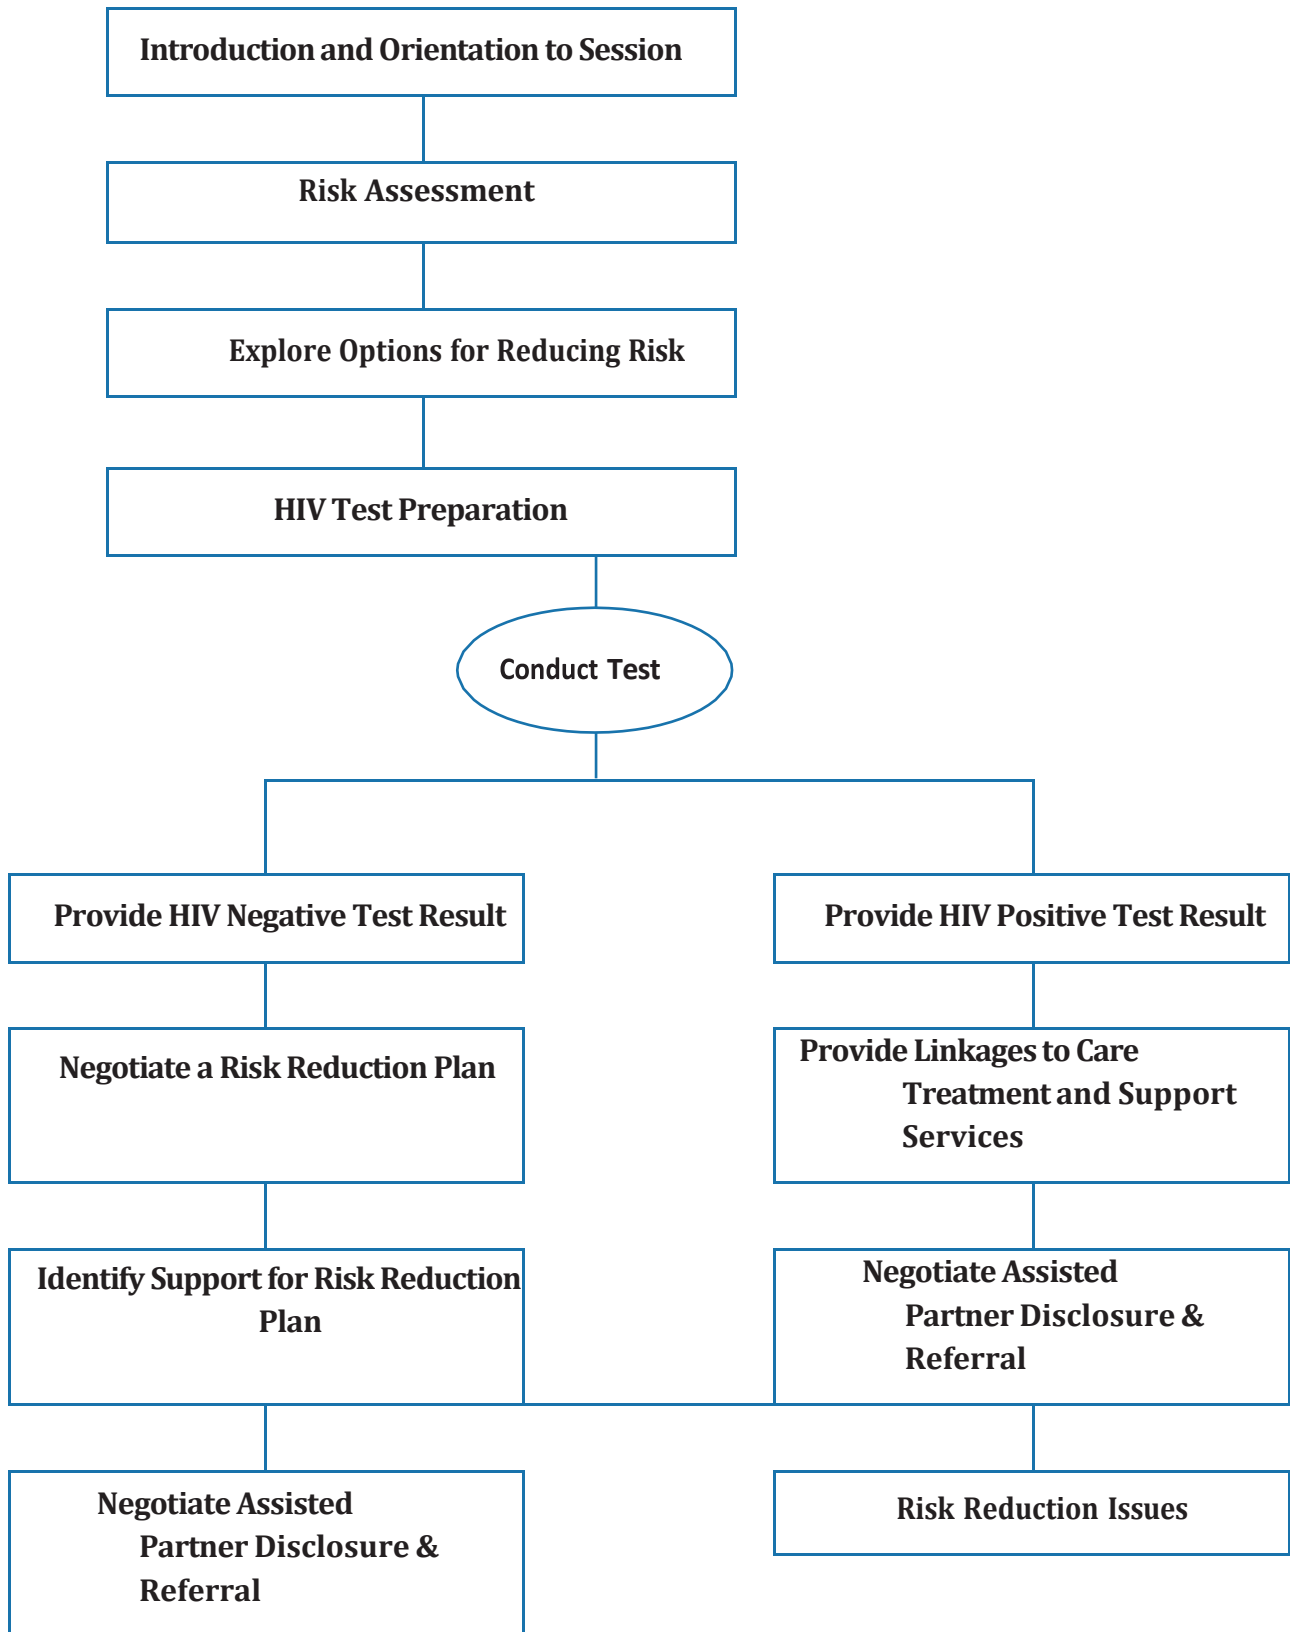 Introduction and Orientation to Session
Risk Assessment
Explore Options for Reducing Risk
HIV Test Preparation
Conduct Test
Provide HIV Negative Test Result
Provide HIV Positive Test Result
Negotiate a Risk Reduction Plan
Provide Linkages to Care
Treatment and Support
Services
Identify Support for Risk Reduction
Plan
Negotiate Assisted
Partner Disclosure &
Referral
Negotiate Assisted
Partner Disclosure &
Referral
Risk Reduction Issues